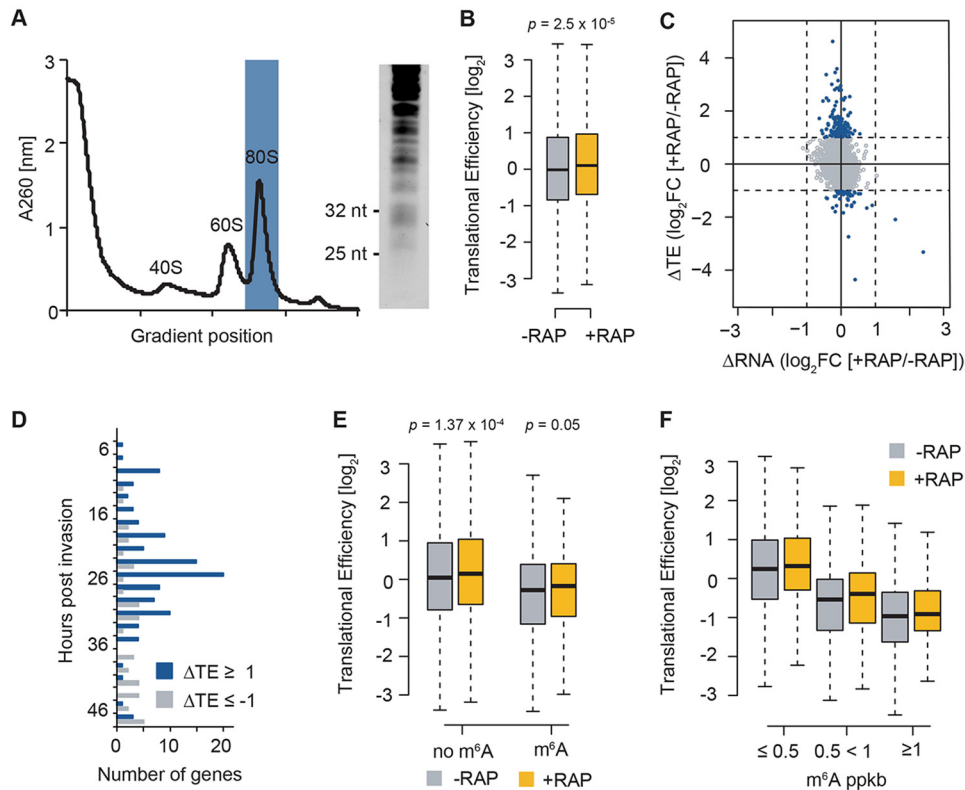 A
A260 [nm]
3
2
1
0
40S
60S
80S
Gradient position
32 nt
25 nt
B
p = 2.5 x 10⁻⁵
Translational Efficiency [log₂]
3
2
1
0
-1
-2
-3
-RAP +RAP
C
ΔTE (log₂FC [+RAP/-RAP])
4
2
0
−2
−4
−3 −1 0 1 3
ΔRNA (log₂FC [+RAP/-RAP])
D
Hours post invasion
6
16
26
36
46
ΔTE ≥ 1
ΔTE ≤ -1
0 10 20
Number of genes
E
p = 1.37 x 10⁻⁴ p = 0.05
Translational Efficiency [log₂]
3
2
1
0
-1
-2
-3
no m⁶A m⁶A
-RAP +RAP
F
-RAP
+RAP
Translational Efficiency [log₂]
3
2
1
0
-1
-2
-3
≤ 0.5 0.5 < 1 ≥1
m⁶A ppkb